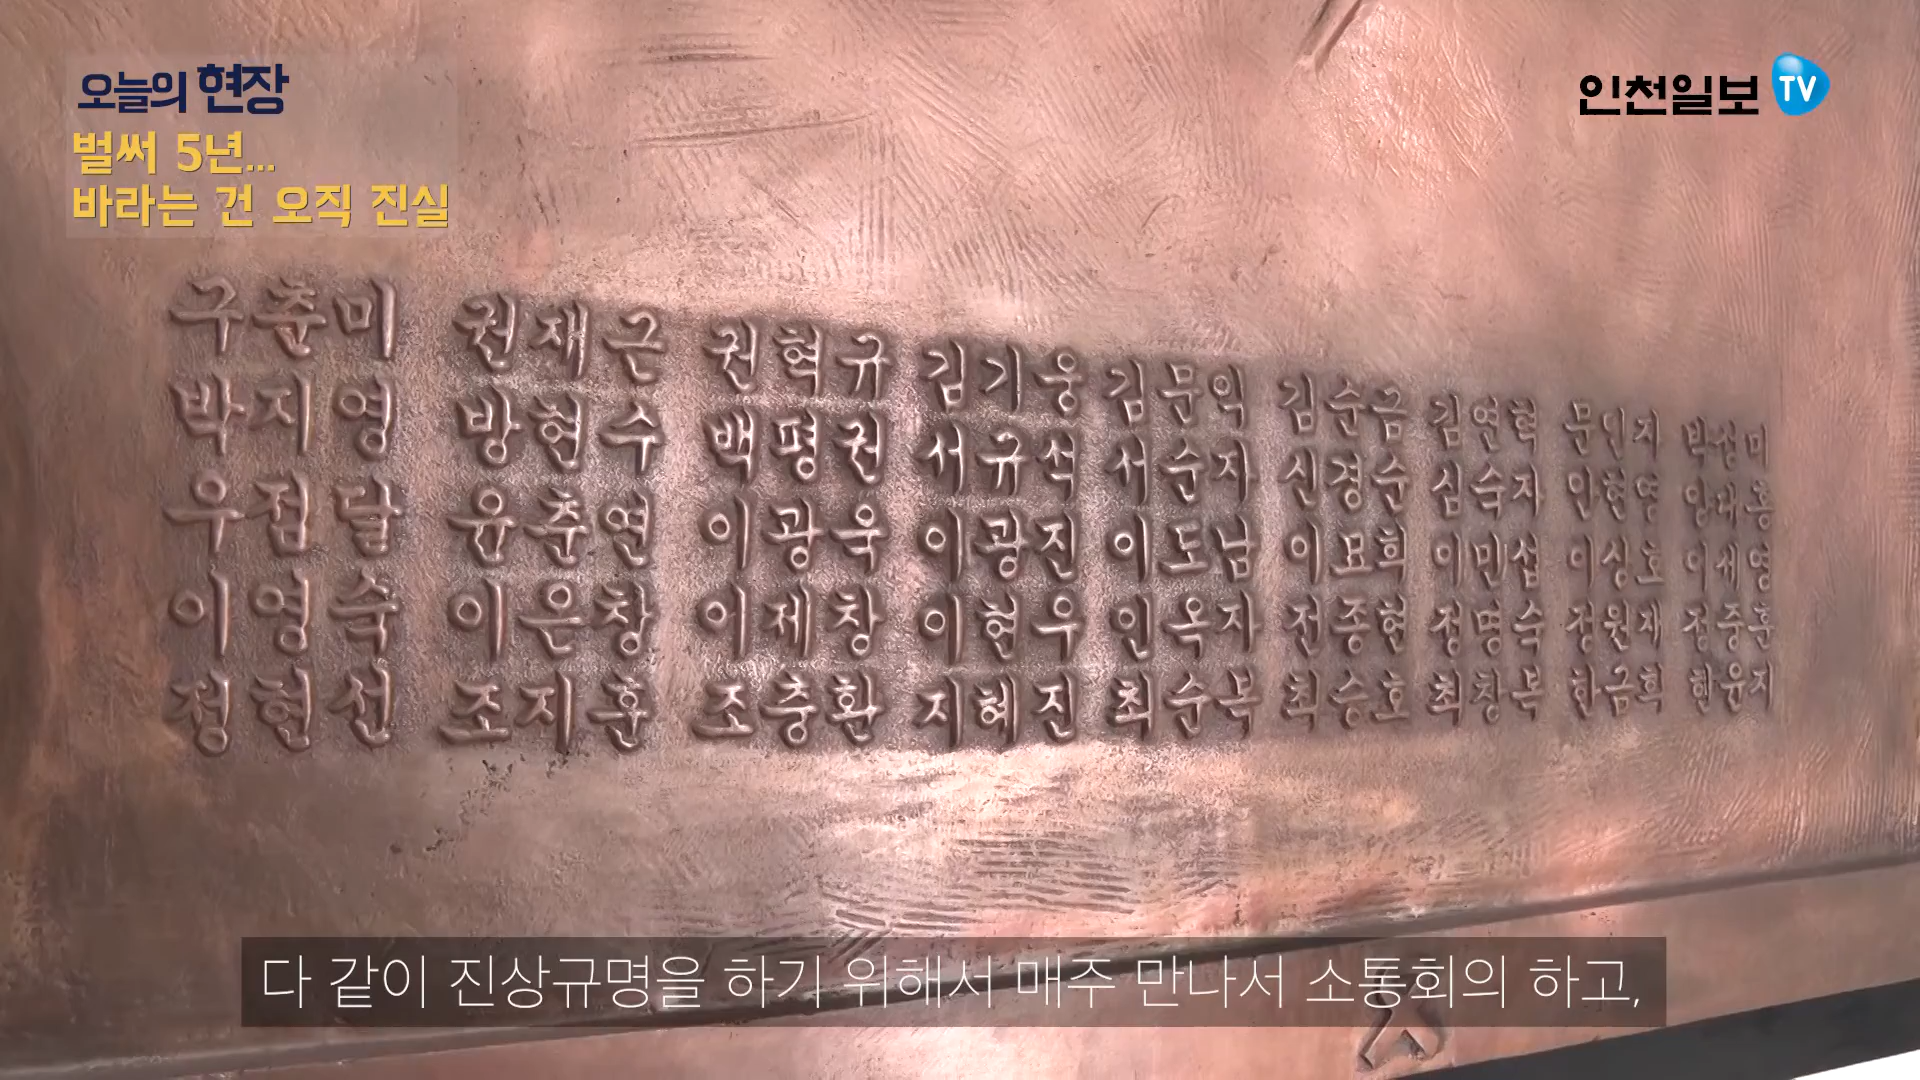 오늘의 현장
벌써 5년...
바라는 건 오직 진실
인천일보 TV
구춘미 권재근 권혁규 김기웅 김문익 김순금 김연혁 문인지 박성미
박지영 방현수 백평권 서규석 서순자 신경순 심숙자 안현영
우점달 윤춘연 이광욱 이광진 이도남 이묘희 이민섭 이상호 이세영
이영숙 이은창 이제창 이현우 인옥자 전종현 정명숙 정원재 정중훈
정현선 조지훈 조충환 지혜진 최순복 최승호 최창복 한금희 현윤지
다 같이 진상규명을 하기 위해서 매주 만나서 소통회의 하고,